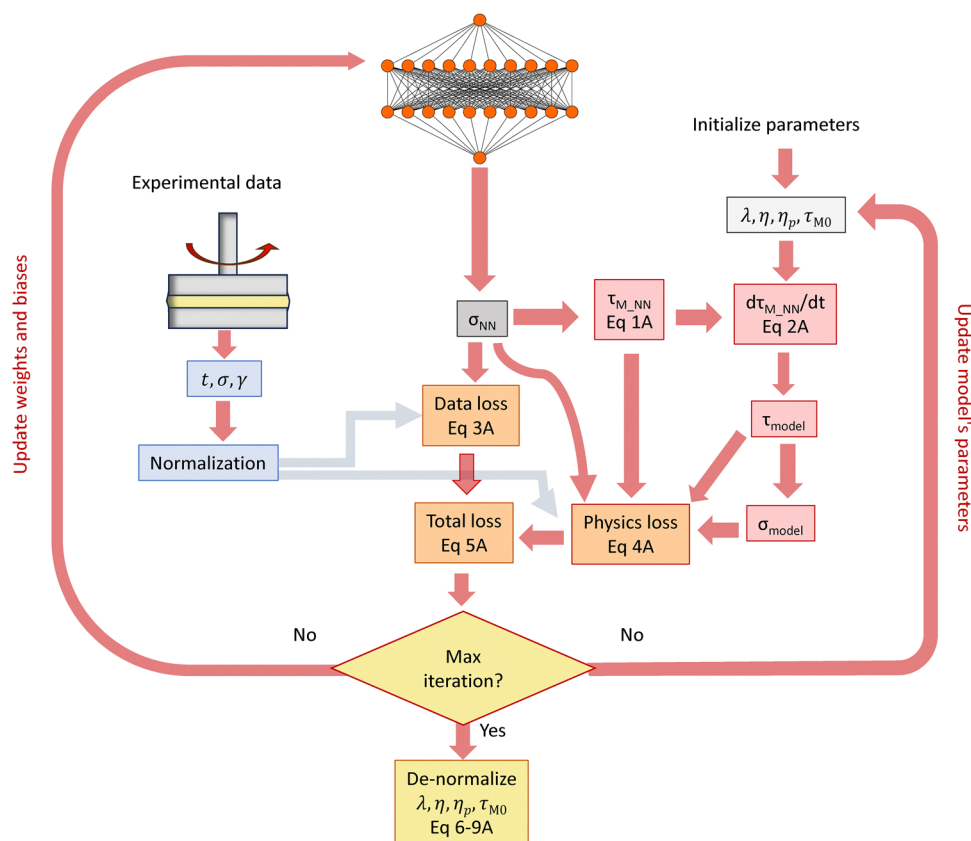 Initialize parameters
λ, η, ηₚ, τ_M0
Experimental data
Update weights and biases
Update model's parameters
σ_NN
τ_M_NN
Eq 1A
dτ_M_NN/dt
Eq 2A
t, σ, γ
Data loss
Eq 3A
τ_model
Normalization
Total loss
Eq 5A
Physics loss
Eq 4A
σ_model
No
No
Max
iteration?
Yes
De-normalize
λ, η, ηₚ, τ_M0
Eq 6-9A